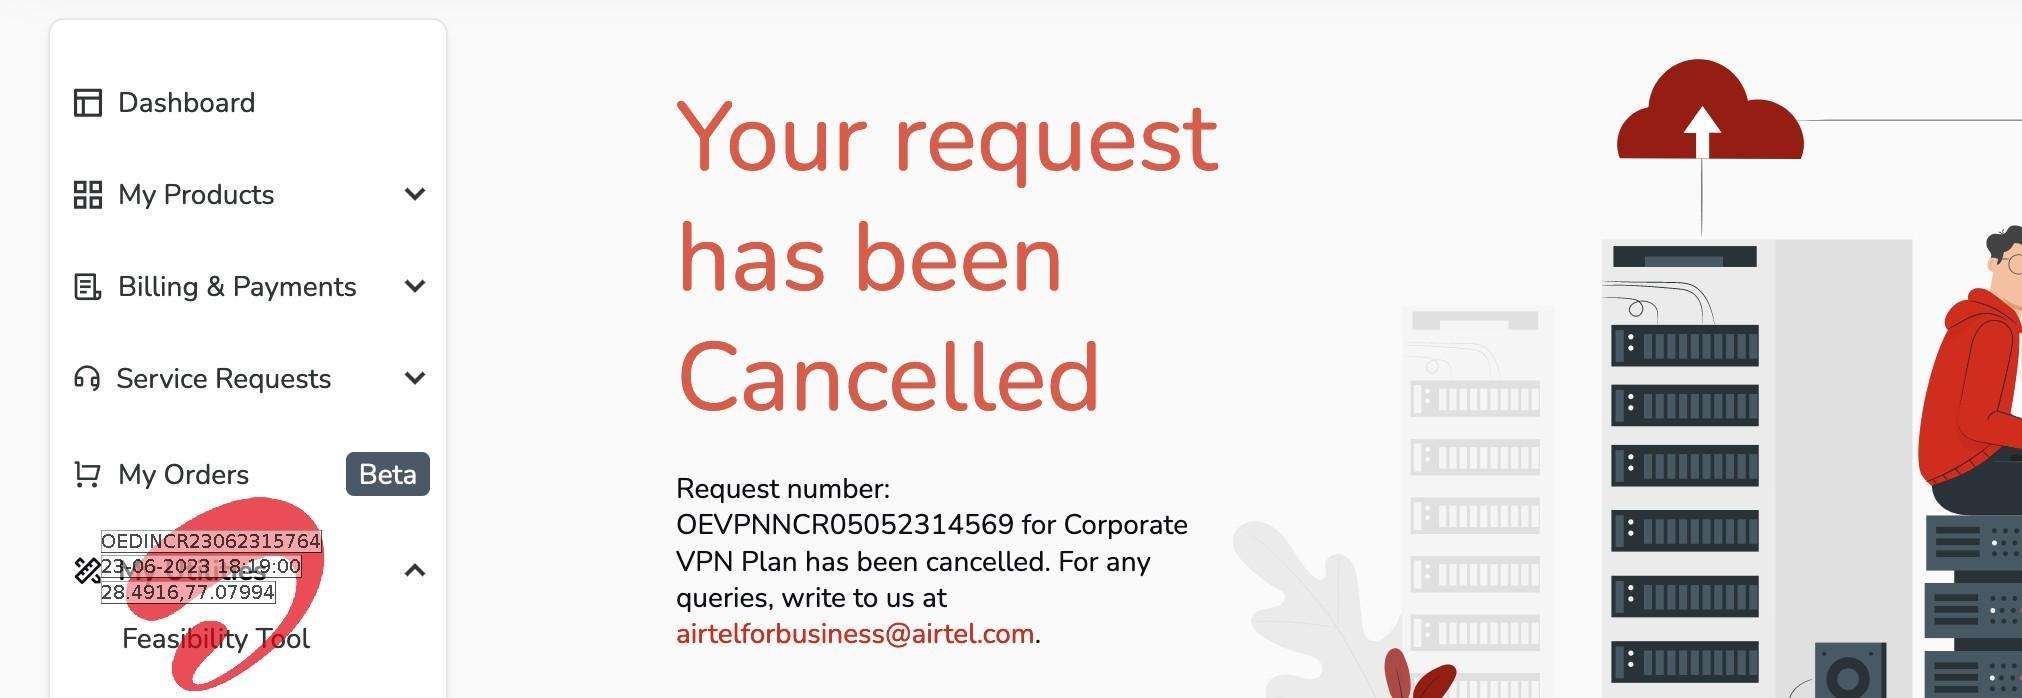 Dashboard
My Products
Billing & Payments
Service Requests
My Orders
Beta
OEDINCR23062315764
23-06-2023 18:19:00
28.4916,77.07994
My Utilities
Feasibility Tool
Your request
has been
Cancelled
Request number:
OEVPNNCR05052314569 for Corporate
VPN Plan has been cancelled. For any
queries, write to us at
airtelforbusiness@airtel.com.